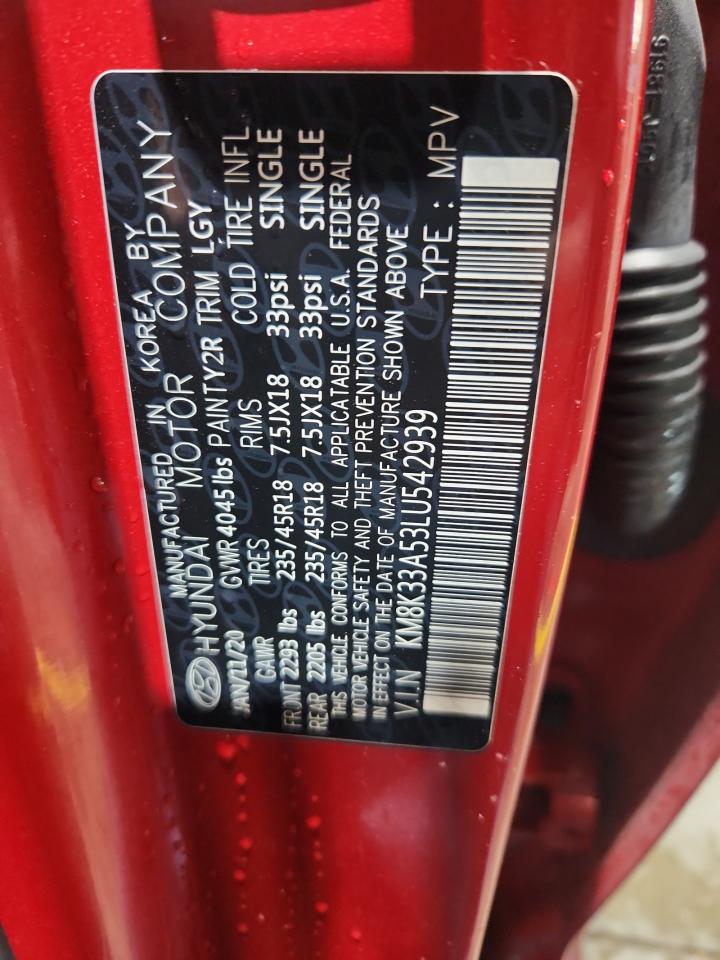 MANUFACTURED IN KOREA BY
HYUNDAI MOTOR COMPANY
JAN/11/20 GVWR 4045 lbs PAINT Y2R TRIM LGY
GAWR TIRES RIMS COLD TIRE INFL
FRONT 2293 lbs 235/45R18 7.5JX18 33psi SINGLE
REAR 2205 lbs 235/45R18 7.5JX18 33psi SINGLE
THIS VEHICLE CONFORMS TO ALL APPLICATABLE U.S.A. FEDERAL
MOTOR VEHICLE SAFETY AND THEFT PREVENTION STANDARDS
IN EFFECT ON THE DATE OF MANUFACTURE SHOWN ABOVE
V.I.N KM8K33A53LU542939 TYPE : MPV